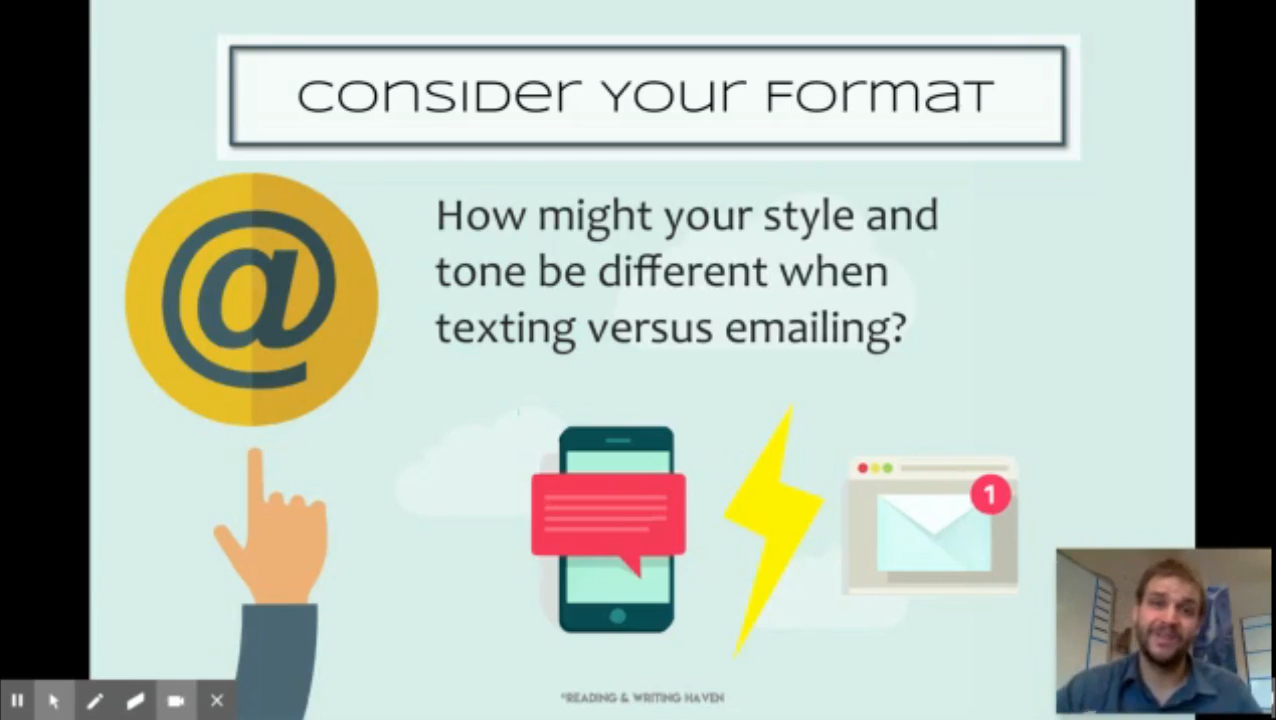 Consider Your Format
@
How might your style and
tone be different when
texting versus emailing?
1
*READING & WRITING HAVEN